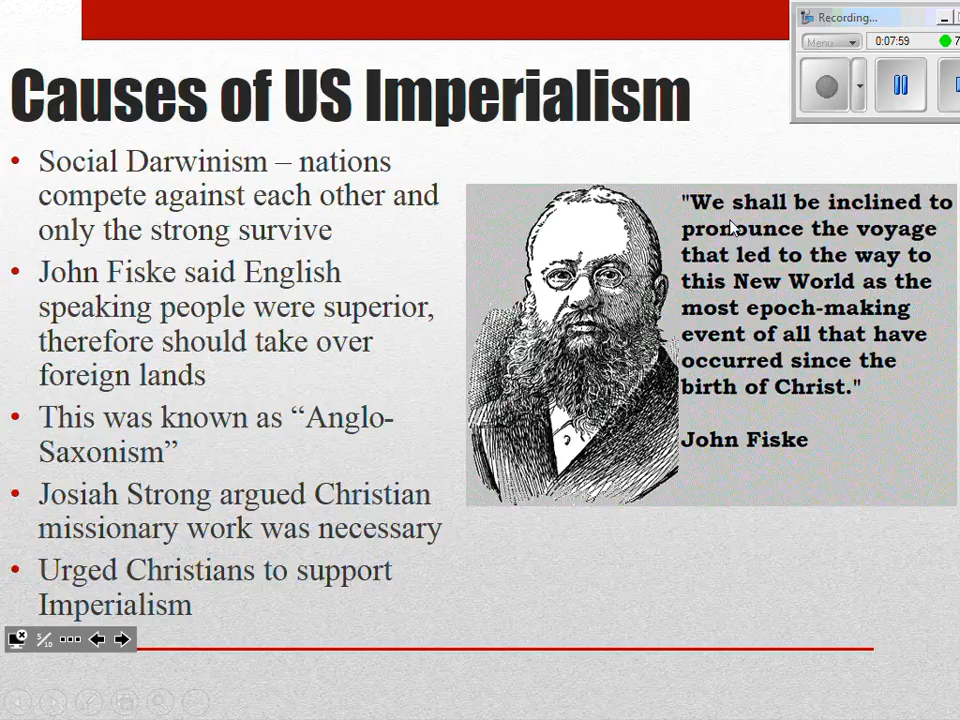 Recording...
Menu
0:07:59
7
Causes of US Imperialism
• Social Darwinism – nations
compete against each other and
only the strong survive
• John Fiske said English
speaking people were superior,
therefore should take over
foreign lands
• This was known as “Anglo-
Saxonism”
• Josiah Strong argued Christian
missionary work was necessary
• Urged Christians to support
Imperialism
"We shall be inclined to
pronounce the voyage
that led to the way to
this New World as the
most epoch-making
event of all that have
occurred since the
birth of Christ."
John Fiske
5/10